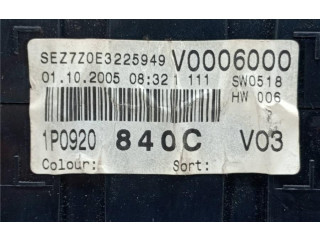 SEZ7Z0E3225949 V0006000
01.10.2005 08:32 1 111 SW0518
HW 006
1P0920 840C V03
Colour: Sort: